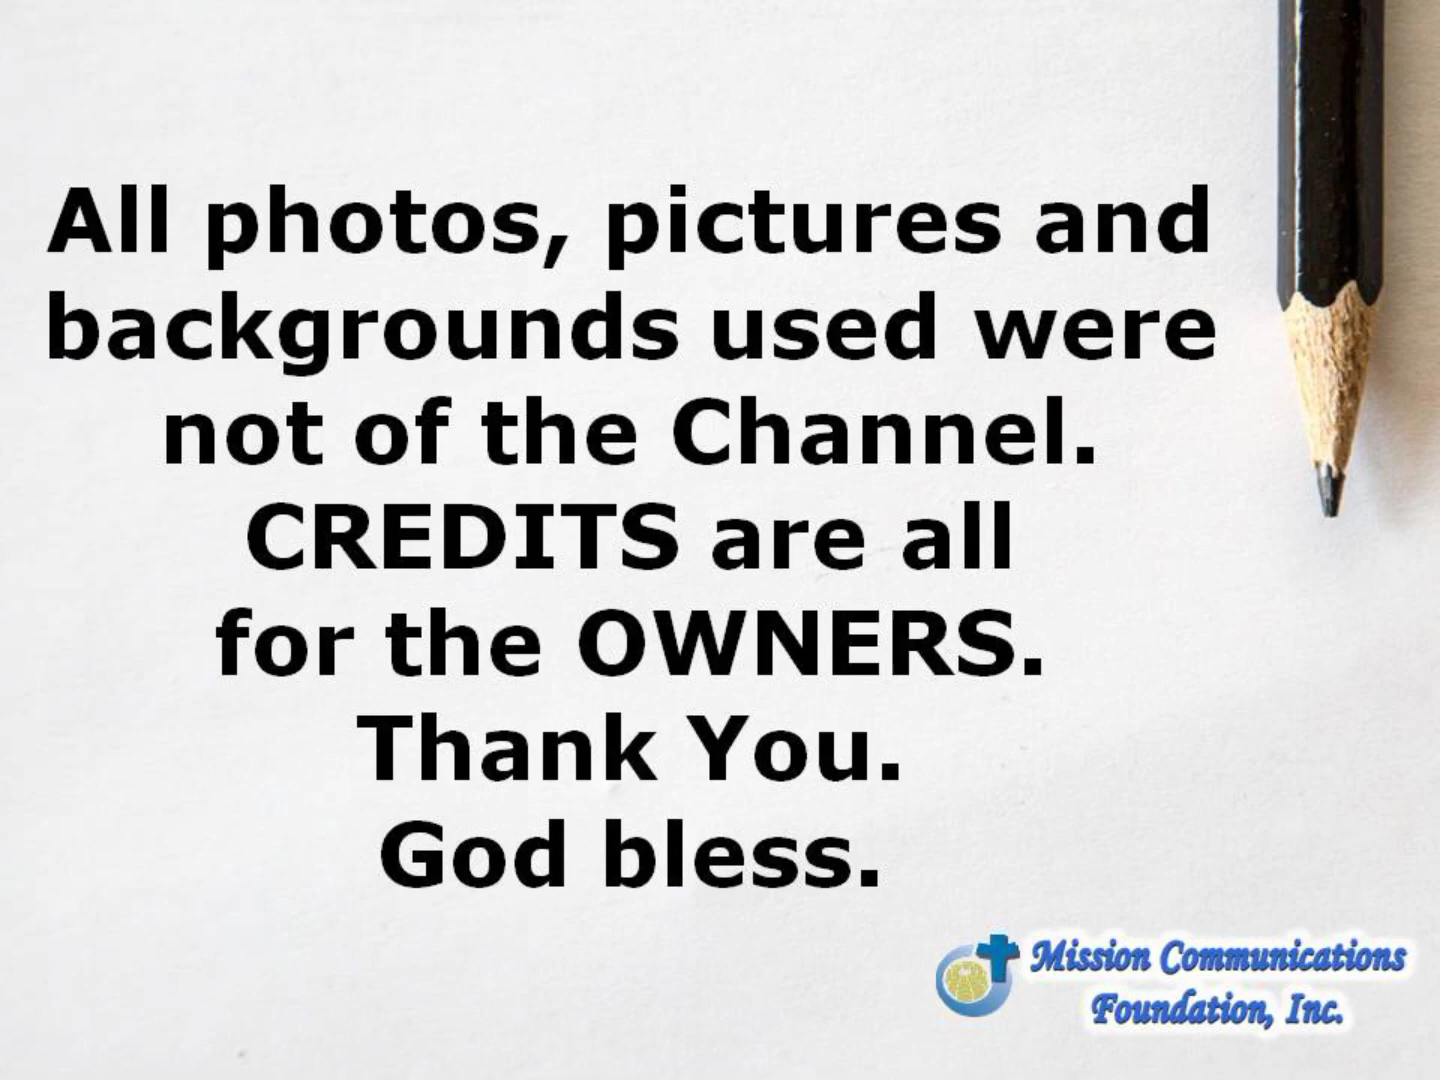 All photos, pictures and
backgrounds used were
not of the Channel.
CREDITS are all
for the OWNERS.
Thank You.
God bless.
Mission Communications
Foundation, Inc.